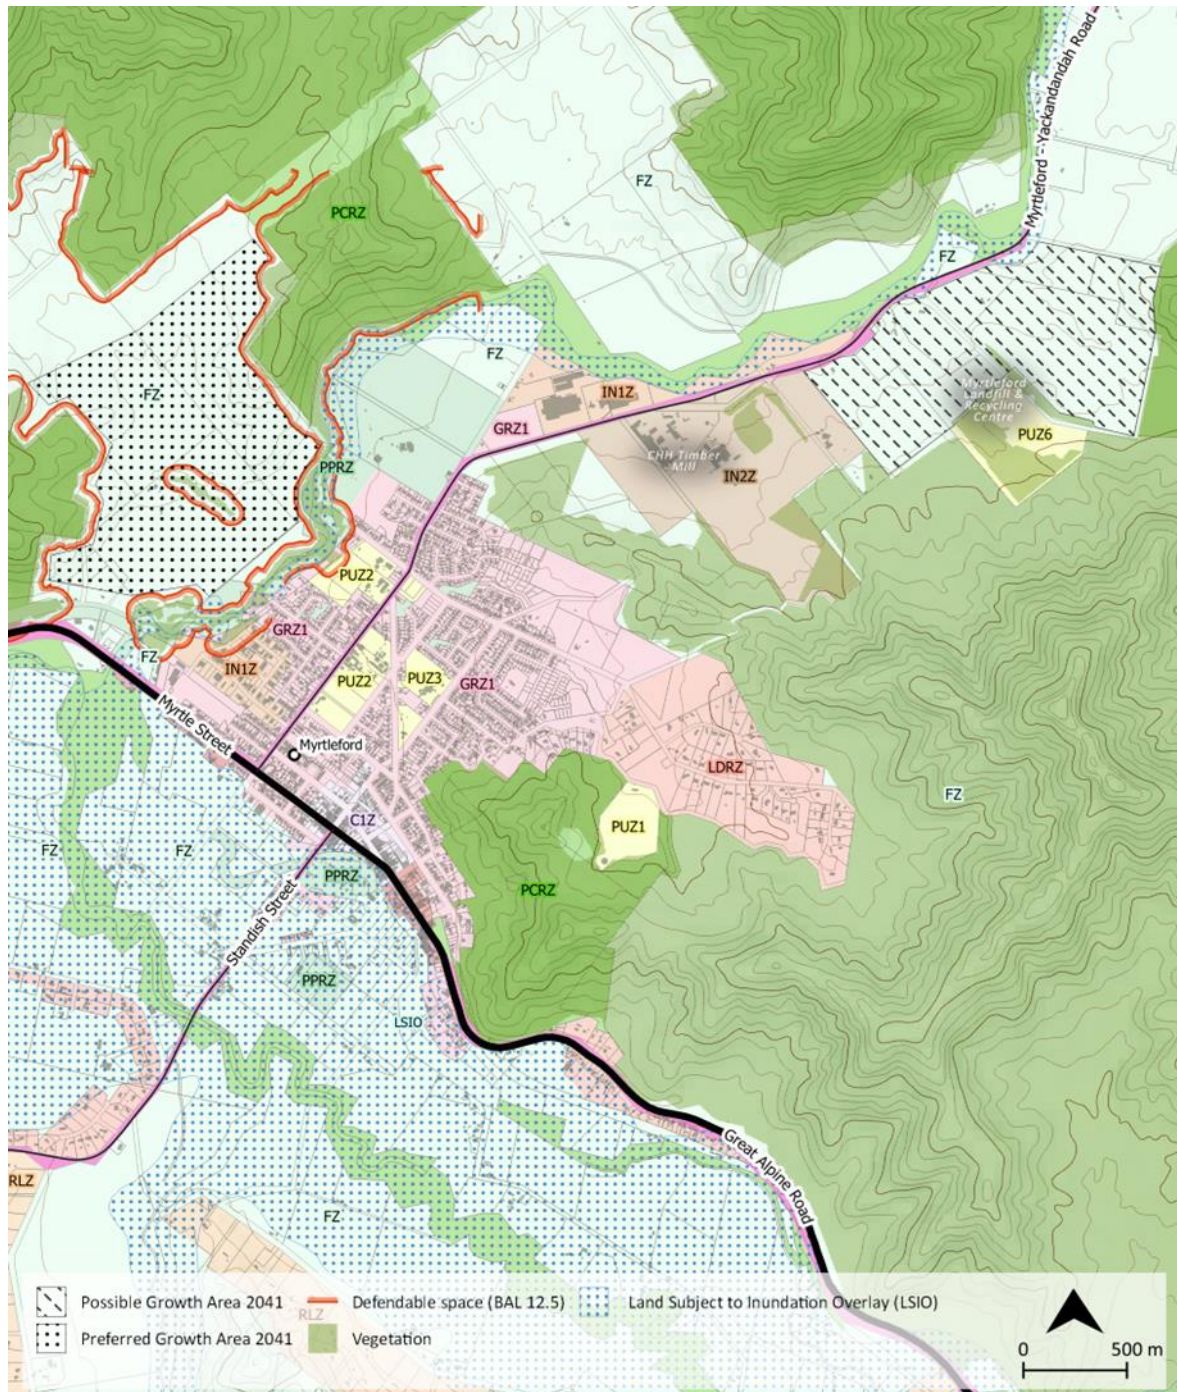 Myrtleford - Yackandandah Road
FZ
PCRZ
FZ
FZ
FZ
IN1Z
Myrtleford
Landfill &
Recycling
Centre
GRZ1
PUZ6
PPRZ
CHH Timber
Mill
IN2Z
PUZ2
GRZ1
FZ
IN1Z
PUZ2
PUZ3
GRZ1
Myrtle Street
Myrtleford
LDRZ
FZ
C1Z
PUZ1
FZ
FZ
PPRZ
PCRZ
Standish Street
PPRZ
LSIO
Great Alpine Road
RLZ
FZ
RLZ
Possible Growth Area 2041
Defendable space (BAL 12.5)
Land Subject to Inundation Overlay (LSIO)
Preferred Growth Area 2041
Vegetation
0 500 m